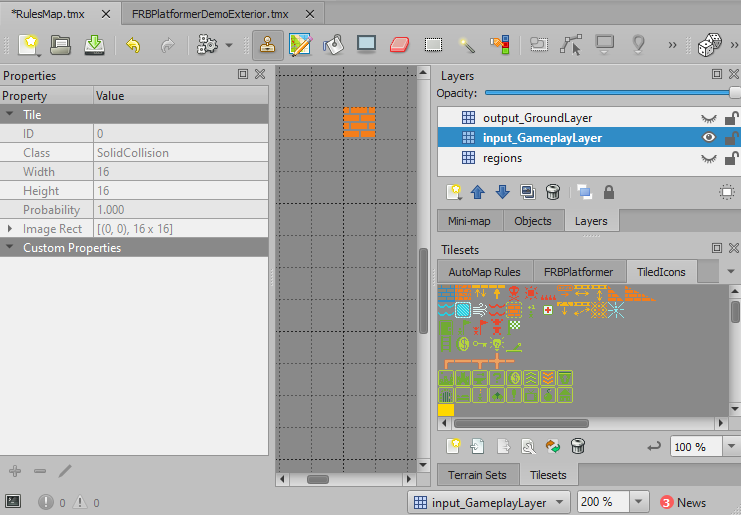 *RulesMap.tmx
FRBPlatformerDemoExterior.tmx
Properties
Property Value
Tile
ID 0
Class SolidCollision
Width 16
Height 16
Probability 1.000
Image Rect [(0, 0), 16 x 16]
Custom Properties
0 0
Layers
Opacity:
output_GroundLayer
input_GameplayLayer
regions
Mini-map Objects Layers
Tilesets
AutoMap Rules FRBPlatformer TiledIcons
100 %
Terrain Sets Tilesets
input_GameplayLayer 200 % 3 News